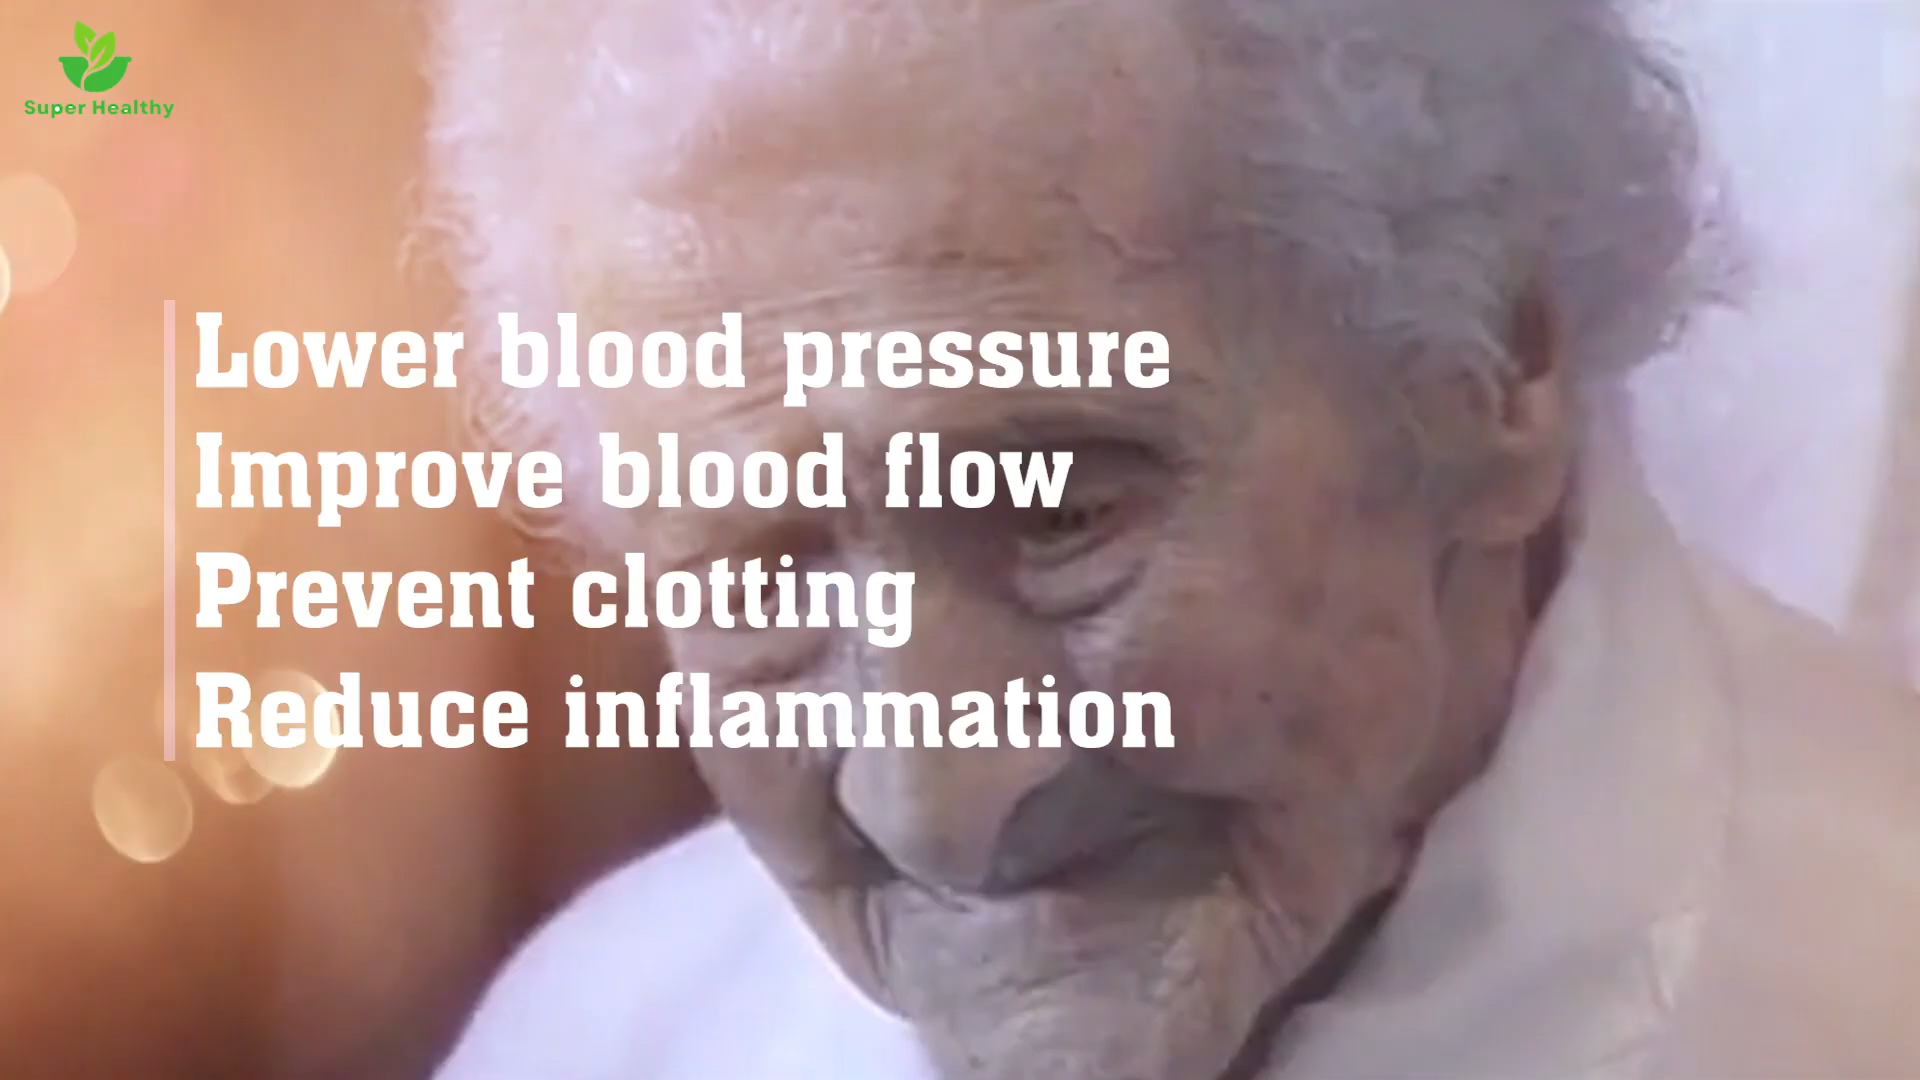 Super Healthy
Lower blood pressure
Improve blood flow
Prevent clotting
Reduce inflammation